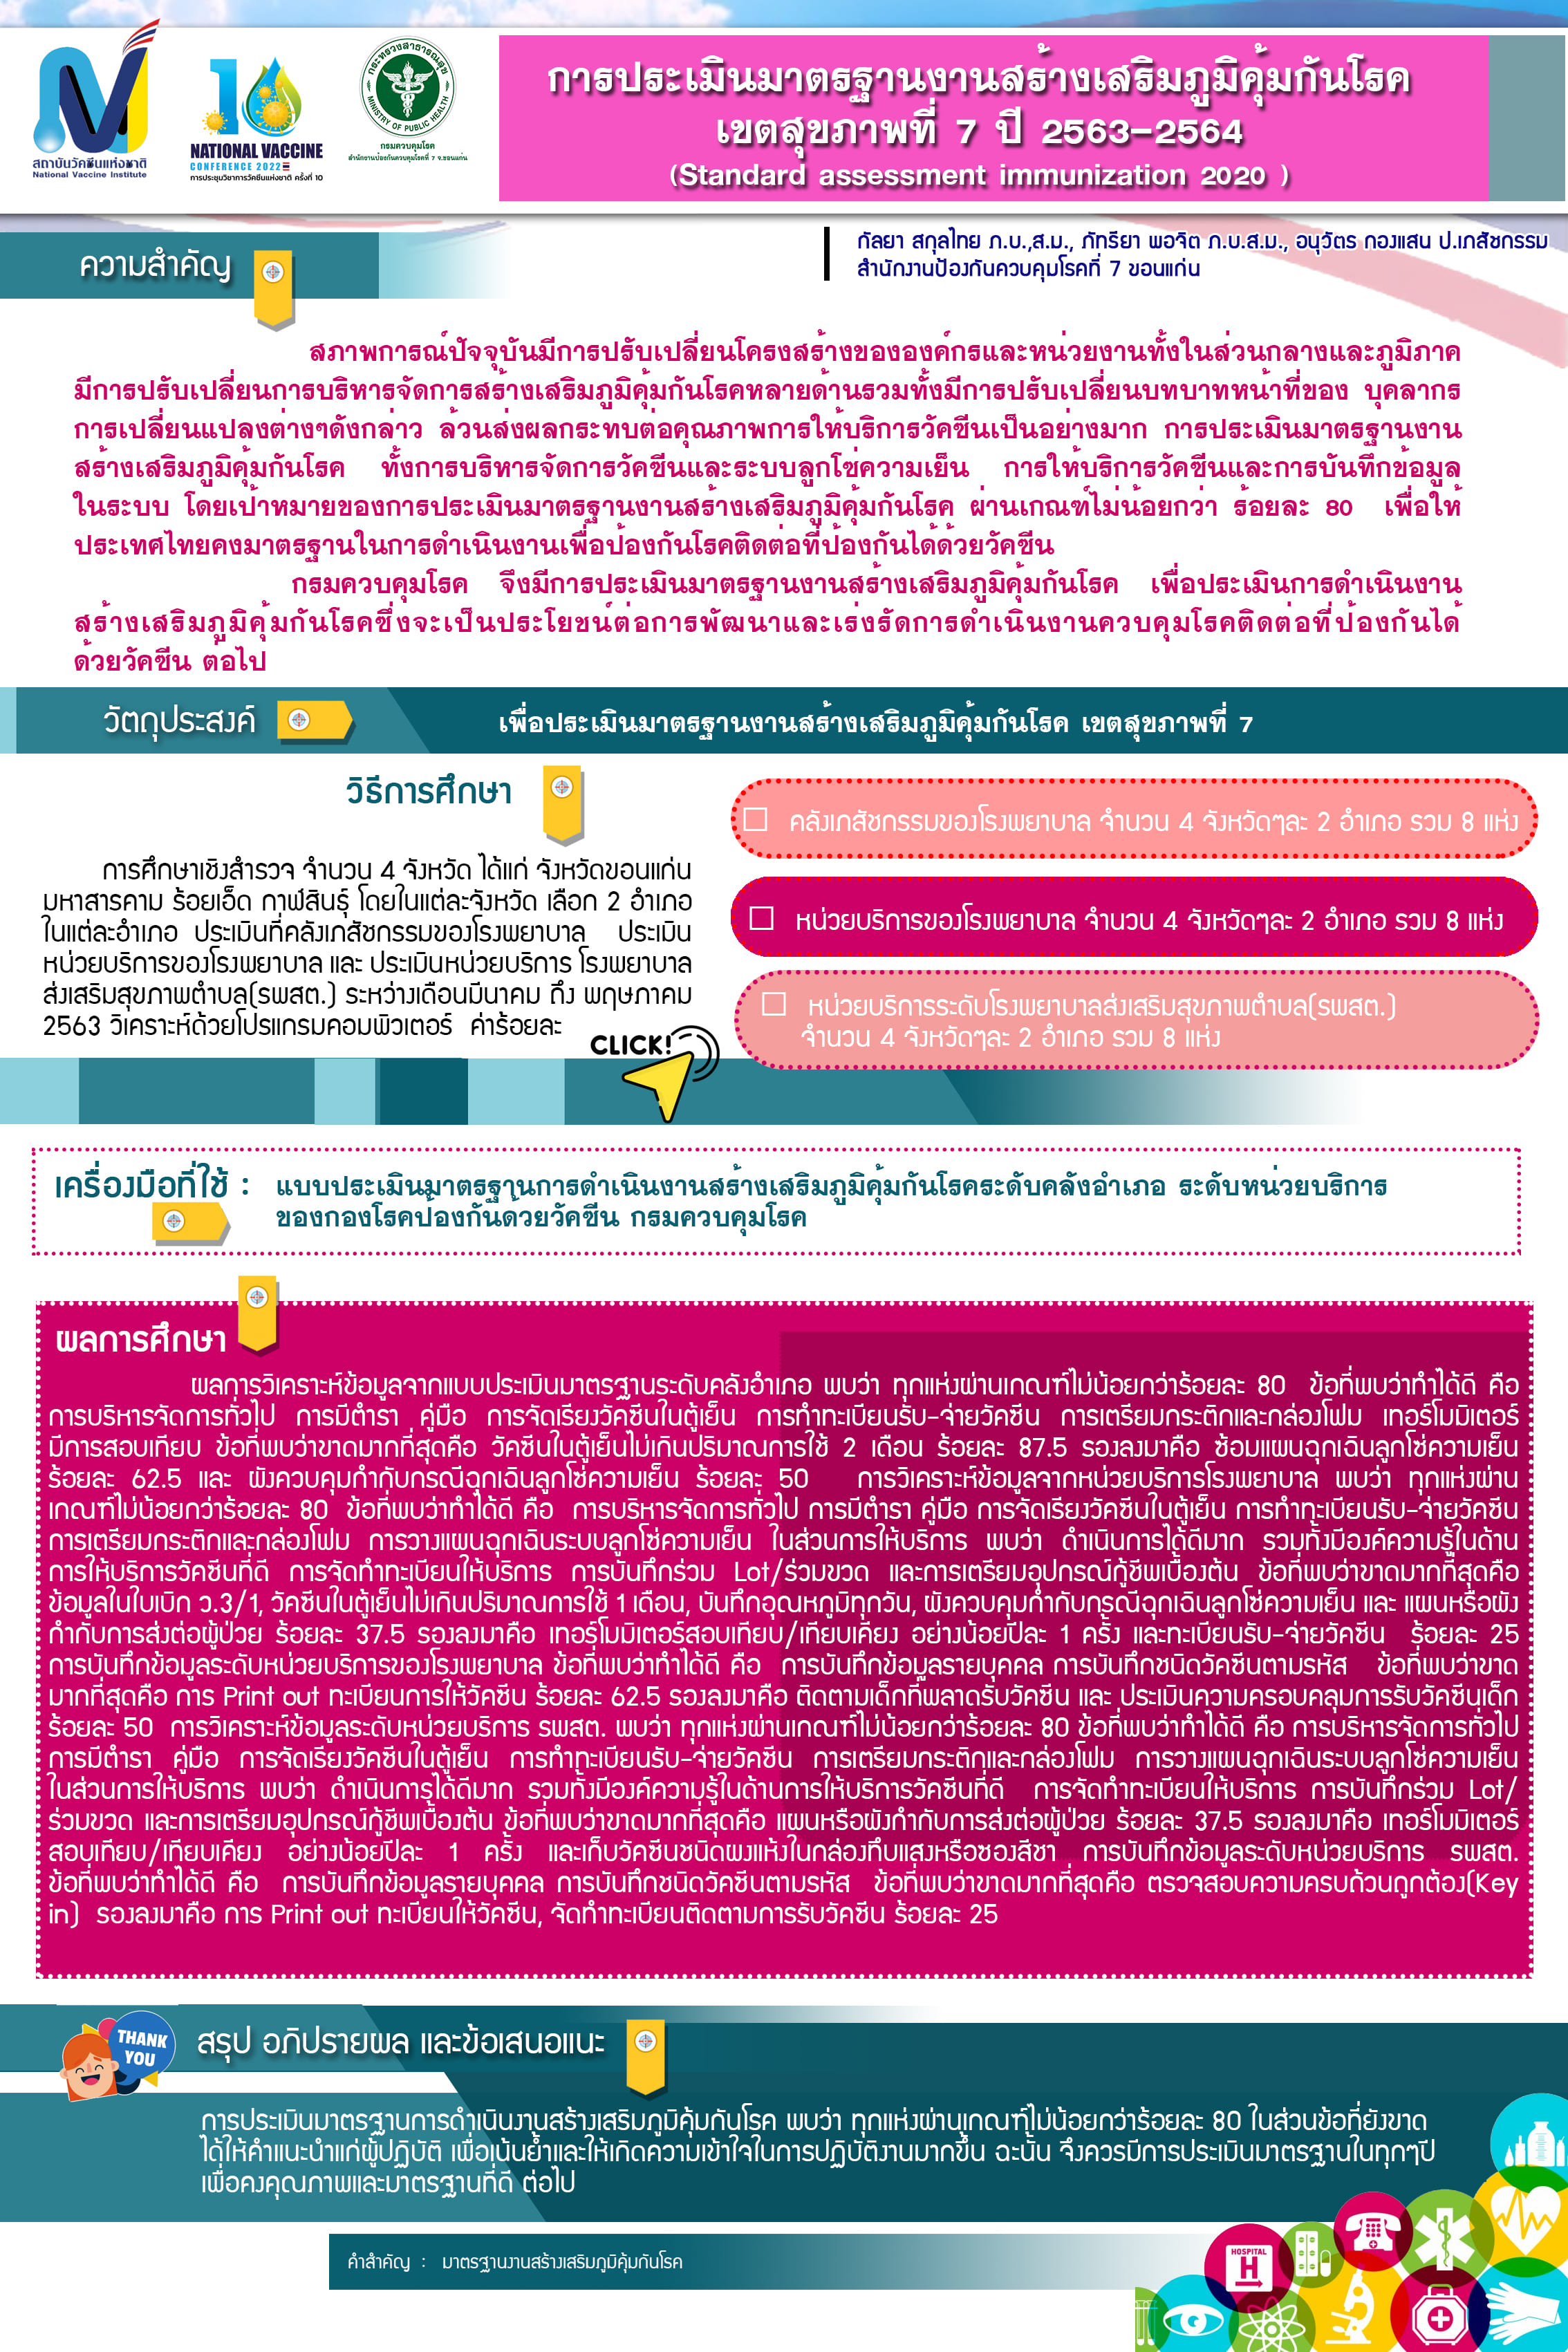 สถาบันวัคซีนแห่งชาติ
National Vaccine Institute
10
NATIONAL VACCINE
CONFERENCE 2022
การประชุมวิชาการวัคซีนแห่งชาติ ครั้งที่ 10
กระทรวงสาธารณสุข
MINISTRY OF PUBLIC HEALTH
กรมควบคุมโรค
สำนักงานป้องกันควบคุมโรคที่ 7 จ.ขอนแก่น
การประเมินมาตรฐานงานสร้างเสริมภูมิคุ้มกันโรค
เขตสุขภาพที่ 7 ปี 2563-2564
(Standard assessment immunization 2020 )
กัลยา สกุลไทย ภ.บ.,ส.ม., ภัทรียา พอจิต ภ.บ.ส.ม., อนุวัตร กองแสน ป.เภสัชกรรม
สำนักงานป้องกันควบคุมโรคที่ 7 ขอนแก่น
ความสำคัญ
สภาพการณ์ปัจจุบันมีการปรับเปลี่ยนโครงสร้างขององค์กรและหน่วยงานทั้งในส่วนกลางและภูมิภาค
มีการปรับเปลี่ยนการบริหารจัดการสร้างเสริมภูมิคุ้มกันโรคหลายด้านรวมทั้งมีการปรับเปลี่ยนบทบาทหน้าที่ของ บุคลากร
การเปลี่ยนแปลงต่างๆดังกล่าว ล้วนส่งผลกระทบต่อคุณภาพการให้บริการวัคซีนเป็นอย่างมาก การประเมินมาตรฐานงาน
สร้างเสริมภูมิคุ้มกันโรค ทั้งการบริหารจัดการวัคซีนและระบบลูกโซ่ความเย็น การให้บริการวัคซีนและการบันทึกข้อมูล
ในระบบ โดยเป้าหมายของการประเมินมาตรฐานงานสร้างเสริมภูมิคุ้มกันโรค ผ่านเกณฑ์ไม่น้อยกว่า ร้อยละ 80 เพื่อให้
ประเทศไทยคงมาตรฐานในการดำเนินงานเพื่อป้องกันโรคติดต่อที่ป้องกันได้ด้วยวัคซีน
กรมควบคุมโรค จึงมีการประเมินมาตรฐานงานสร้างเสริมภูมิคุ้มกันโรค เพื่อประเมินการดำเนินงาน
สร้างเสริมภูมิคุ้มกันโรคซึ่งจะเป็นประโยชน์ต่อการพัฒนาและเร่งรัดการดำเนินงานควบคุมโรคติดต่อที่ป้องกันได้
ด้วยวัคซีน ต่อไป
วัตถุประสงค์
เพื่อประเมินมาตรฐานงานสร้างเสริมภูมิคุ้มกันโรค เขตสุขภาพที่ 7
วิธีการศึกษา
การศึกษาเชิงสำรวจ จำนวน 4 จังหวัด ได้แก่ จังหวัดขอนแก่น
มหาสารคาม ร้อยเอ็ด กาฬสินธุ์ โดยในแต่ละจังหวัด เลือก 2 อำเภอ
ในแต่ละอำเภอ ประเมินที่คลังเภสัชกรรมของโรงพยาบาล ประเมิน
หน่วยบริการของโรงพยาบาล และ ประเมินหน่วยบริการ โรงพยาบาล
ส่งเสริมสุขภาพตำบล(รพสต.) ระหว่างเดือนมีนาคม ถึง พฤษภาคม
2563 วิเคราะห์ด้วยโปรแกรมคอมพิวเตอร์ ค่าร้อยละ
CLICK!
☐ คลังเภสัชกรรมของโรงพยาบาล จำนวน 4 จังหวัดๆละ 2 อำเภอ รวม 8 แห่ง
☐ หน่วยบริการของโรงพยาบาล จำนวน 4 จังหวัดๆละ 2 อำเภอ รวม 8 แห่ง
☐ หน่วยบริการระดับโรงพยาบาลส่งเสริมสุขภาพตำบล(รพสต.)
จำนวน 4 จังหวัดๆละ 2 อำเภอ รวม 8 แห่ง
เครื่องมือที่ใช้ : แบบประเมินมาตรฐานการดำเนินงานสร้างเสริมภูมิคุ้มกันโรคระดับคลังอำเภอ ระดับหน่วยบริการ
ของกองโรคป้องกันด้วยวัคซีน กรมควบคุมโรค
ผลการศึกษา
ผลการวิเคราะห์ข้อมูลจากแบบประเมินมาตรฐานระดับคลังอำเภอ พบว่า ทุกแห่งผ่านเกณฑ์ไม่น้อยกว่าร้อยละ 80 ข้อที่พบว่าทำได้ดี คือ
การบริหารจัดการทั่วไป การมีตำรา คู่มือ การจัดเรียงวัคซีนในตู้เย็น การทำทะเบียนรับ-จ่ายวัคซีน การเตรียมกระติกและกล่องโฟม เทอร์โมมิเตอร์
มีการสอบเทียบ ข้อที่พบว่าขาดมากที่สุดคือ วัคซีนในตู้เย็นไม่เกินปริมาณการใช้ 2 เดือน ร้อยละ 87.5 รองลงมาคือ ซ้อมแผนฉุกเฉินลูกโซ่ความเย็น
ร้อยละ 62.5 และ ผังควบคุมกำกับกรณีฉุกเฉินลูกโซ่ความเย็น ร้อยละ 50 การวิเคราะห์ข้อมูลจากหน่วยบริการโรงพยาบาล พบว่า ทุกแห่งผ่าน
เกณฑ์ไม่น้อยกว่าร้อยละ 80 ข้อที่พบว่าทำได้ดี คือ การบริหารจัดการทั่วไป การมีตำรา คู่มือ การจัดเรียงวัคซีนในตู้เย็น การทำทะเบียนรับ-จ่ายวัคซีน
การเตรียมกระติกและกล่องโฟม การวางแผนฉุกเฉินระบบลูกโซ่ความเย็น ในส่วนการให้บริการ พบว่า ดำเนินการได้ดีมาก รวมทั้งมีองค์ความรู้ในด้าน
การให้บริการวัคซีนที่ดี การจัดทำทะเบียนให้บริการ การบันทึกร่วม Lot/ร่วมขวด และการเตรียมอุปกรณ์กู้ชีพเบื้องต้น ข้อที่พบว่าขาดมากที่สุดคือ
ข้อมูลในใบเบิก ว.3/1, วัคซีนในตู้เย็นไม่เกินปริมาณการใช้ 1 เดือน, บันทึกอุณหภูมิทุกวัน, ผังควบคุมกำกับกรณีฉุกเฉินลูกโซ่ความเย็น และ แผนหรือผัง
กำกับการส่งต่อผู้ป่วย ร้อยละ 37.5 รองลงมาคือ เทอร์โมมิเตอร์สอบเทียบ/เทียบเคียง อย่างน้อยปีละ 1 ครั้ง และทะเบียนรับ-จ่ายวัคซีน ร้อยละ 25
การบันทึกข้อมูลระดับหน่วยบริการของโรงพยาบาล ข้อที่พบว่าทำได้ดี คือ การบันทึกข้อมูลรายบุคคล การบันทึกชนิดวัคซีนตามรหัส ข้อที่พบว่าขาด
มากที่สุดคือ การ Print out ทะเบียนการให้วัคซีน ร้อยละ 62.5 รองลงมาคือ ติดตามเด็กที่พลาดรับวัคซีน และ ประเมินความครอบคลุมการรับวัคซีนเด็ก
ร้อยละ 50 การวิเคราะห์ข้อมูลระดับหน่วยบริการ รพสต. พบว่า ทุกแห่งผ่านเกณฑ์ไม่น้อยกว่าร้อยละ 80 ข้อที่พบว่าทำได้ดี คือ การบริหารจัดการทั่วไป
การมีตำรา คู่มือ การจัดเรียงวัคซีนในตู้เย็น การทำทะเบียนรับ-จ่ายวัคซีน การเตรียมกระติกและกล่องโฟม การวางแผนฉุกเฉินระบบลูกโซ่ความเย็น
ในส่วนการให้บริการ พบว่า ดำเนินการได้ดีมาก รวมทั้งมีองค์ความรู้ในด้านการให้บริการวัคซีนที่ดี การจัดทำทะเบียนให้บริการ การบันทึกร่วม Lot/
ร่วมขวด และการเตรียมอุปกรณ์กู้ชีพเบื้องต้น ข้อที่พบว่าขาดมากที่สุดคือ แผนหรือผังกำกับการส่งต่อผู้ป่วย ร้อยละ 37.5 รองลงมาคือ เทอร์โมมิเตอร์
สอบเทียบ/เทียบเคียง อย่างน้อยปีละ 1 ครั้ง และเก็บวัคซีนชนิดผงแห้งในกล่องทึบแสงหรือซองสีชา การบันทึกข้อมูลระดับหน่วยบริการ รพสต.
ข้อที่พบว่าทำได้ดี คือ การบันทึกข้อมูลรายบุคคล การบันทึกชนิดวัคซีนตามรหัส ข้อที่พบว่าขาดมากที่สุดคือ ตรวจสอบความครบถ้วนถูกต้อง(Key
in) รองลงมาคือ การ Print out ทะเบียนให้วัคซีน, จัดทำทะเบียนติดตามการรับวัคซีน ร้อยละ 25
THANK
YOU
สรุป อภิปรายผล และข้อเสนอแนะ
การประเมินมาตรฐานการดำเนินงานสร้างเสริมภูมิคุ้มกันโรค พบว่า ทุกแห่งผ่านเกณฑ์ไม่น้อยกว่าร้อยละ 80 ในส่วนข้อที่ยังขาด
ได้ให้คำแนะนำแก่ผู้ปฏิบัติ เพื่อเน้นย้ำและให้เกิดความเข้าใจในการปฏิบัติงานมากขึ้น ฉะนั้น จึงควรมีการประเมินมาตรฐานในทุกๆปี
เพื่อคงคุณภาพและมาตรฐานที่ดี ต่อไป
คำสำคัญ : มาตรฐานงานสร้างเสริมภูมิคุ้มกันโรค
HOSPITAL
H